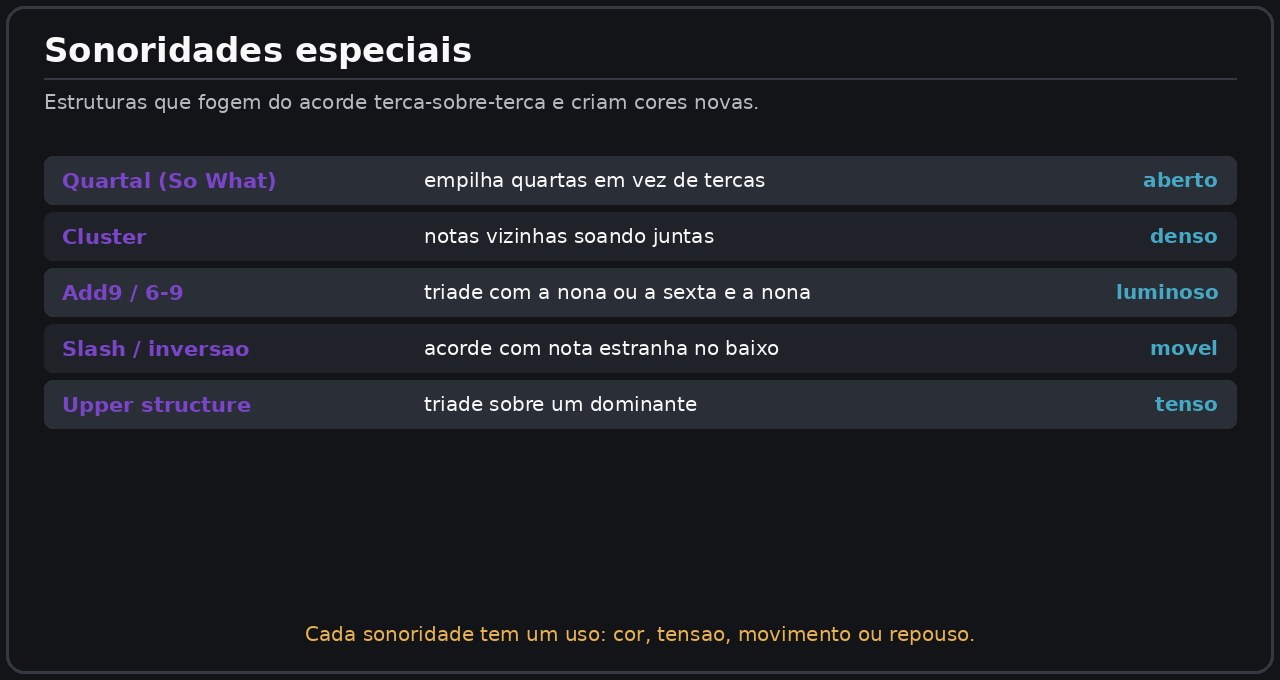 Sonoridades especiais
Estruturas que fogem do acorde terca-sobre-terca e criam cores novas.
Quartal (So What) empilha quartas em vez de tercas aberto
Cluster notas vizinhas soando juntas denso
Add9 / 6-9 triade com a nona ou a sexta e a nona luminoso
Slash / inversao acorde com nota estranha no baixo movel
Upper structure triade sobre um dominante tenso
Cada sonoridade tem um uso: cor, tensao, movimento ou repouso.